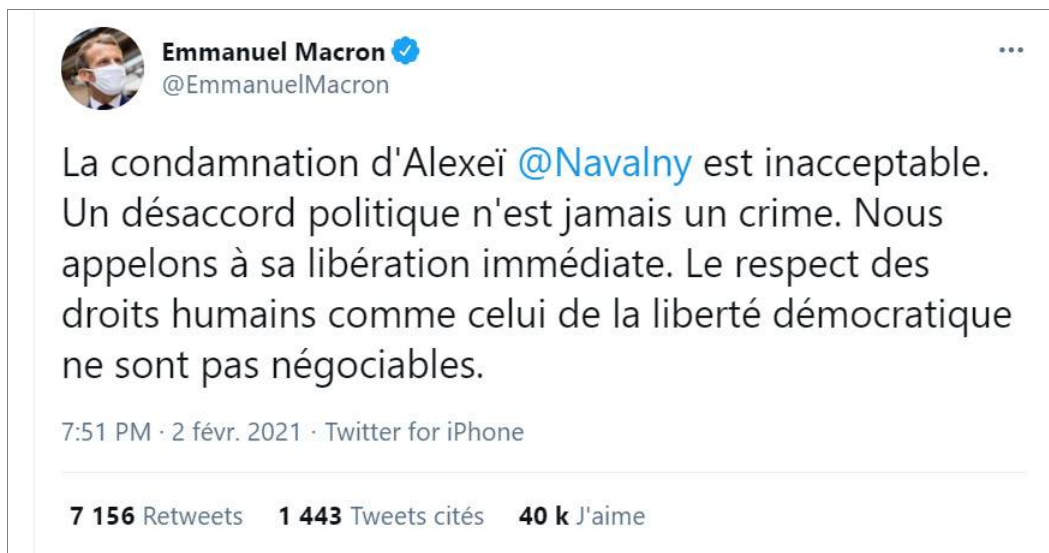 Emmanuel Macron
@EmmanuelMacron
La condamnation d'Alexeï @Navalny est inacceptable.
Un désaccord politique n'est jamais un crime. Nous
appelons à sa libération immédiate. Le respect des
droits humains comme celui de la liberté démocratique
ne sont pas négociables.
7:51 PM · 2 févr. 2021 · Twitter for iPhone
7 156 Retweets 1 443 Tweets cités 40 k J'aime